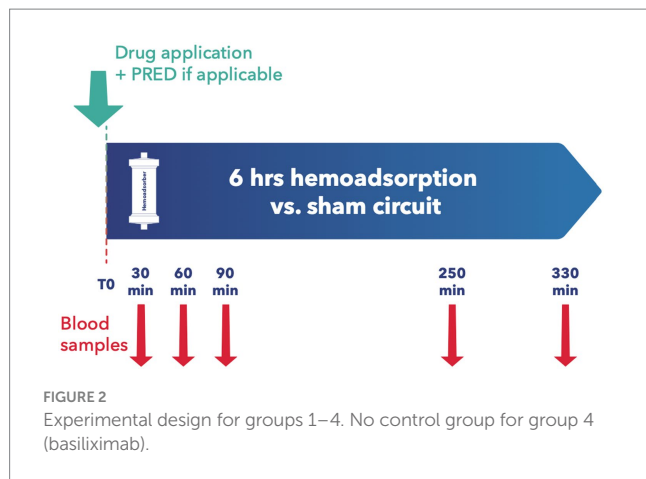 Drug application
+ PRED if applicable
Hemoadsorber
6 hrs hemoadsorption
vs. sham circuit
T0
30
min
60
min
90
min
250
min
330
min
Blood
samples
FIGURE 2
Experimental design for groups 1–4. No control group for group 4
(basiliximab).